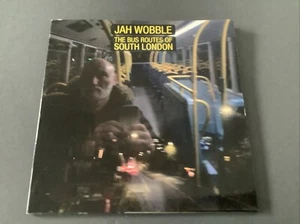 JAH WOBBLE
THE BUS ROUTES OF
SOUTH LONDON